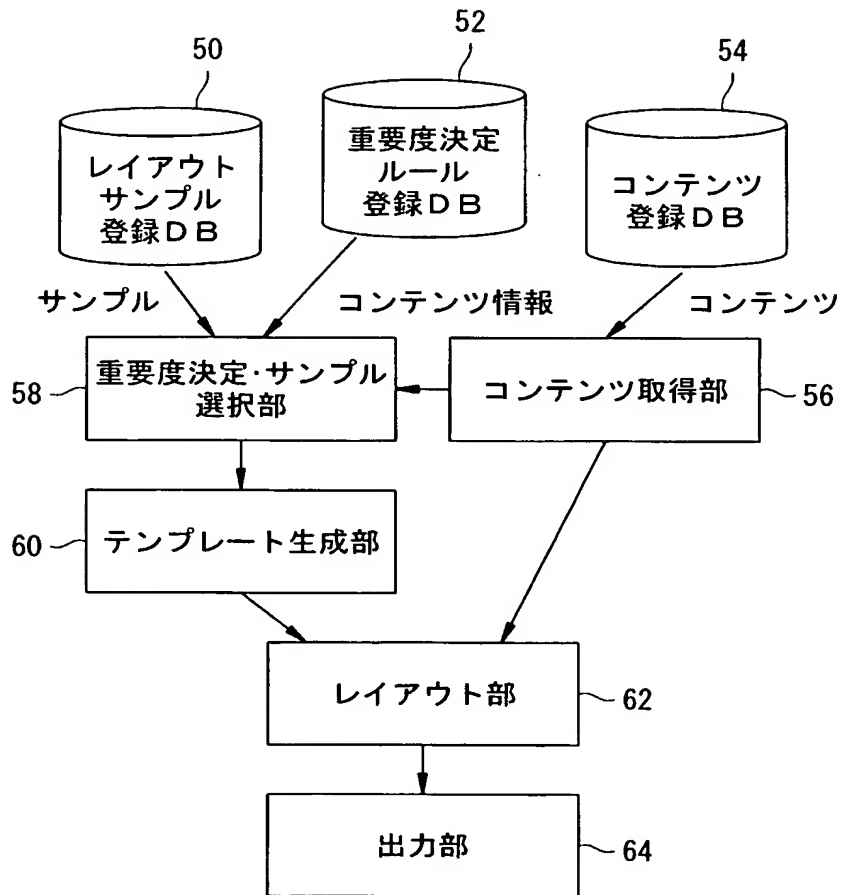 50
52
54
レイアウト
サンプル
登録DB
重要度決定
ルール
登録DB
コンテンツ
登録DB
サンプル
コンテンツ情報
コンテンツ
58
重要度決定・サンプル
選択部
コンテンツ取得部
56
60
テンプレート生成部
レイアウト部
62
出力部
64